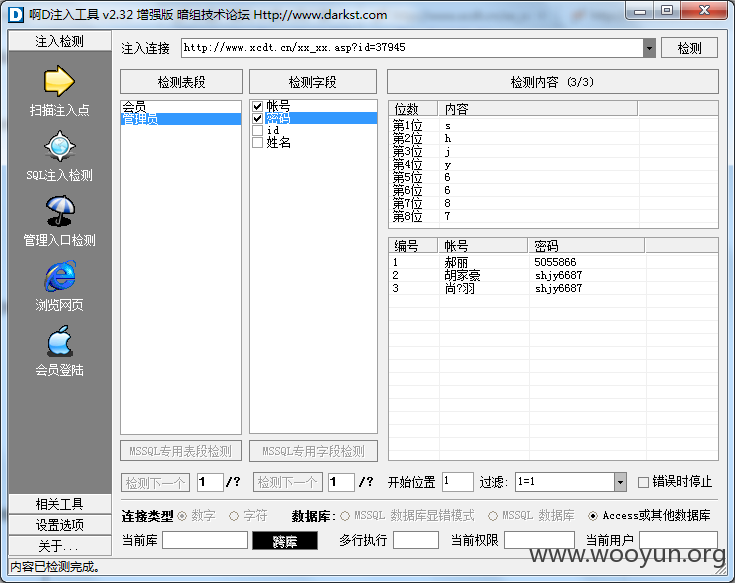 啊D注入工具 v2.32 增强版 暗组技术论坛 Http://www.darkst.com
注入检测
扫描注入点
SQL注入检测
管理入口检测
浏览网页
会员登陆
相关工具
设置选项
关于...
注入连接 http://www.xcdt.cn/xx_xx.asp?id=37945 检测
检测表段 检测字段 检测内容 (3/3)
会员
管理员
帐号
密码
id
姓名
位数 内容
第1位 s
第2位 h
第3位 j
第4位 y
第5位 6
第6位 6
第7位 8
第8位 7
编号 帐号 密码
1 郝丽 5055866
2 胡家豪 shjy6687
3 尚?羽 shjy6687
MSSQL专用表段检测 MSSQL专用字段检测
检测下一个 1 /? 检测下一个 1 /? 开始位置 1 过滤: 1=1 错误时停止
连接类型 数字 字符 数据库: MSSQL 数据库显错模式 MSSQL 数据库 Access或其他数据库
当前库 跨库 多行执行 当前权限 当前用户
www.wooyun.org
内容已检测完成。